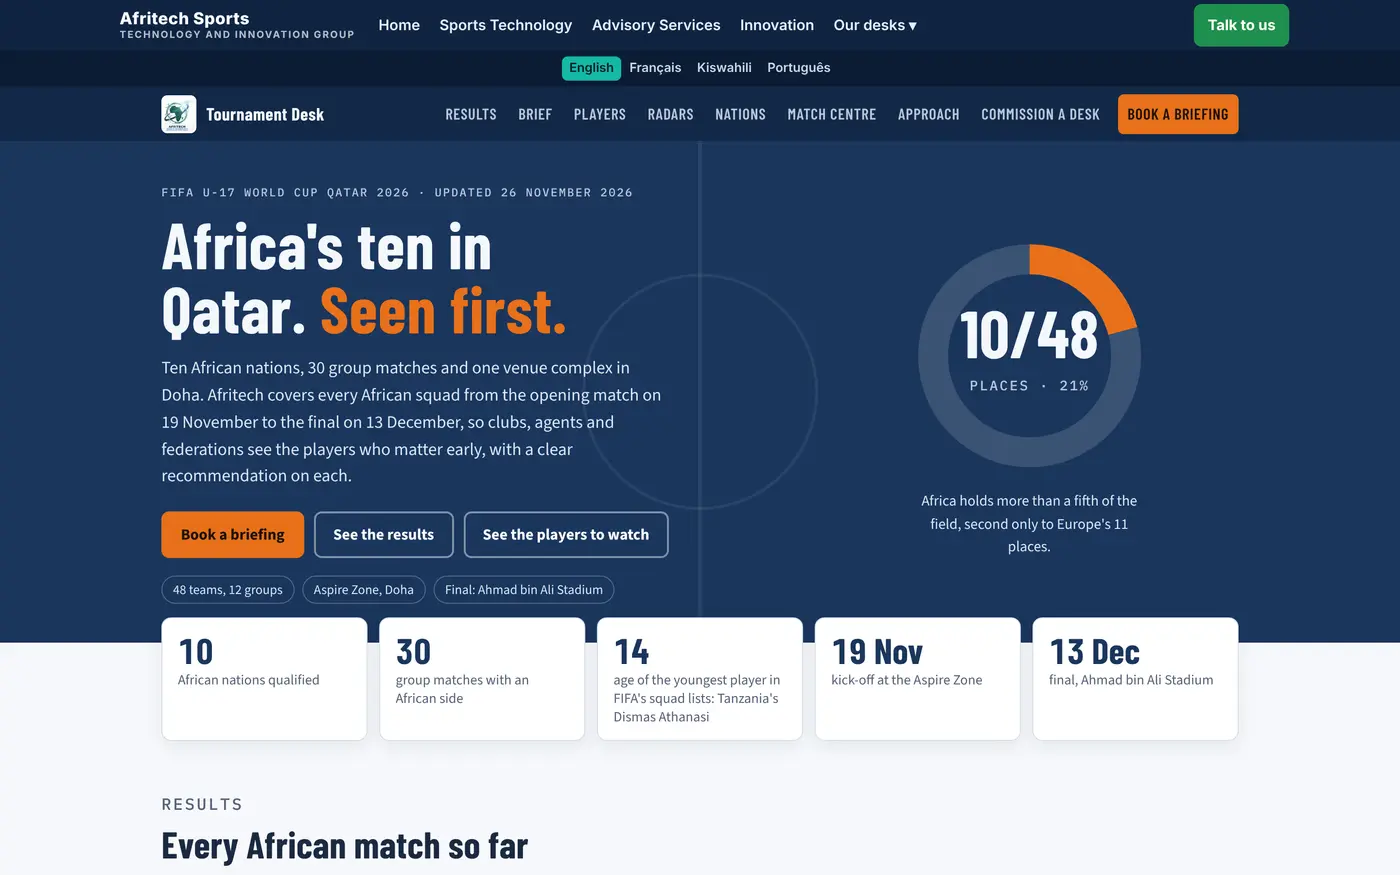 Afritech Sports
TECHNOLOGY AND INNOVATION GROUP
Home Sports Technology Advisory Services Innovation Our desks ▾
Talk to us
English Français Kiswahili Português
Tournament Desk
RESULTS BRIEF PLAYERS RADARS NATIONS MATCH CENTRE APPROACH COMMISSION A DESK BOOK A BRIEFING
FIFA U-17 WORLD CUP QATAR 2026 · UPDATED 26 NOVEMBER 2026
Africa's ten in
Qatar. Seen first.
Ten African nations, 30 group matches and one venue complex in
Doha. Afritech covers every African squad from the opening match on
19 November to the final on 13 December, so clubs, agents and
federations see the players who matter early, with a clear
recommendation on each.
Book a briefing See the results See the players to watch
48 teams, 12 groups Aspire Zone, Doha Final: Ahmad bin Ali Stadium
10/48
PLACES · 21%
Africa holds more than a fifth of the
field, second only to Europe's 11
places.
10
African nations qualified
30
group matches with an
African side
14
age of the youngest player in
FIFA's squad lists: Tanzania's
Dismas Athanasi
19 Nov
kick-off at the Aspire Zone
13 Dec
final, Ahmad bin Ali Stadium
RESULTS
Every African match so far